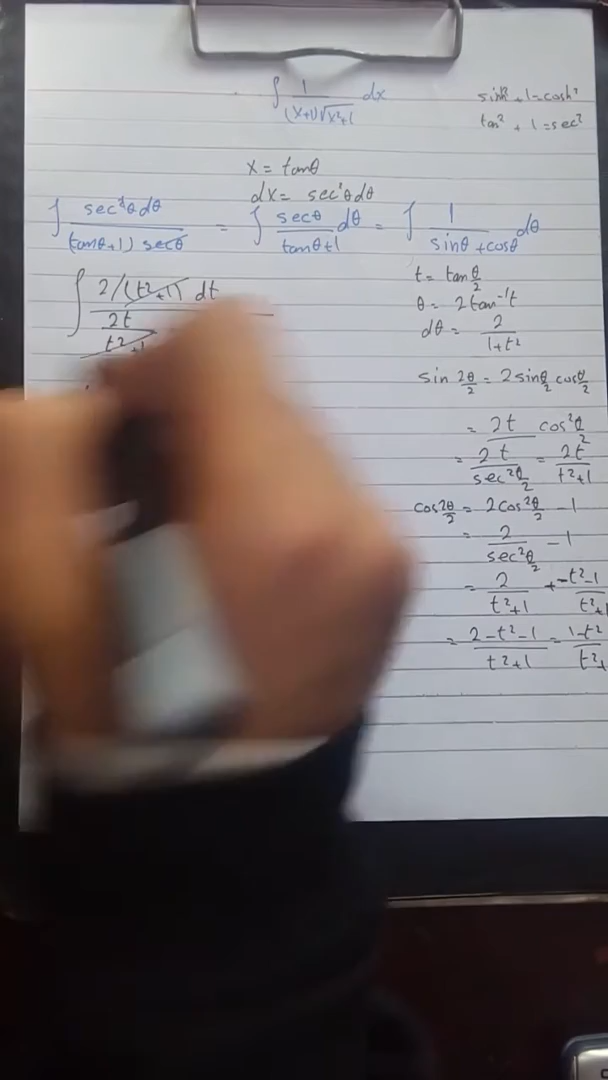 ∫ 1/((x+1)√x²+1) dx
sinh² + 1 = cosh²
tan² + 1 = sec²
x = tanθ
dx = sec²θ dθ
∫ sec²θ dθ / (tanθ+1) secθ = ∫ secθ/tanθ+1 dθ = ∫ 1/sinθ+cosθ dθ
∫ 2/(t²+1) dt
2t
t²+1
t = tan θ/2
θ = 2tan⁻¹t
dθ = 2/1+t²
sin 2θ/2 = 2sin θ/2 cos θ/2
= 2t cos² θ/2
= 2t/sec² θ/2 = 2t/t²+1
cos 2θ/2 = 2cos² θ/2 - 1
= 2/sec² θ/2 - 1
= 2/t²+1 + -t²-1/t²+1
= 2-t²-1/t²+1 = 1-t²/t²+